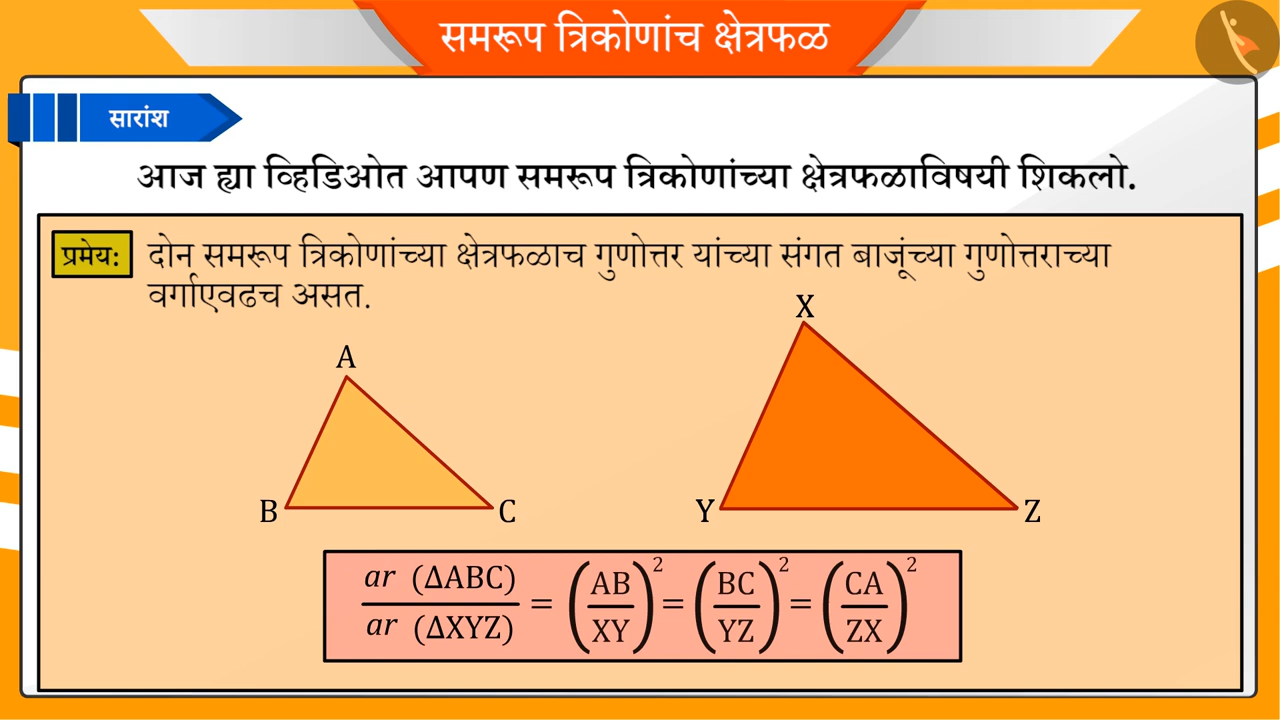 समरूप त्रिकोणांच क्षेत्रफळ
सारांश
आज ह्या व्हिडिओत आपण समरूप त्रिकोणांच्या क्षेत्रफळाविषयी शिकलो.
प्रमेय: दोन समरूप त्रिकोणांच्या क्षेत्रफळाच गुणोत्तर यांच्या संगत बाजूंच्या गुणोत्तराच्या
वर्गाएवढच असत.
X
A
B
C
Y
Z
ar (ΔABC) / ar (ΔXYZ) = (AB/XY)² = (BC/YZ)² = (CA/ZX)²